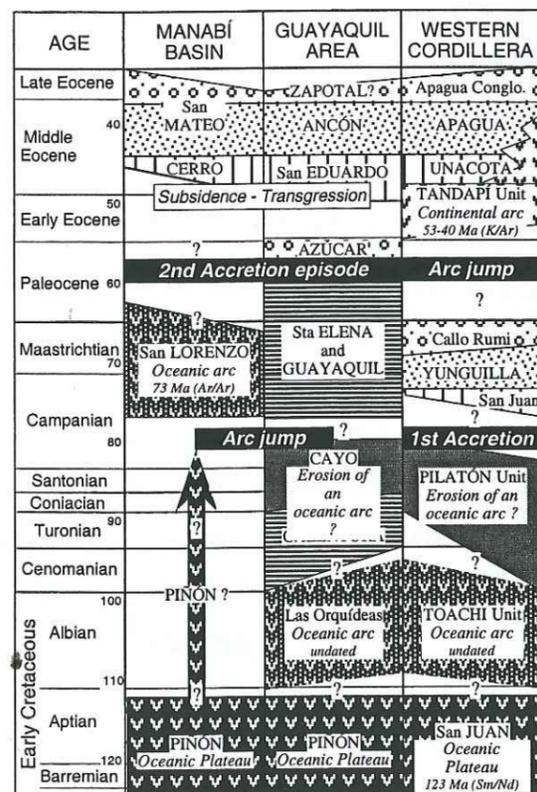 AGE
MANABÍ
BASIN
GUAYAQUIL
AREA
WESTERN
CORDILLERA
Late Eocene
ZAPOTAL?
Apagua Conglo.
San
MATEO
40
ANCÓN
APAGUA
Middle
Eocene
CERRO
San EDUARDO
UNACOTA
Subsidence - Transgression
TANDAPI Unit
Continental arc
53-40 Ma (K/Ar)
50
Early Eocene
?
AZÚCAR
2nd Accretion episode
Arc jump
Paleocene
60
?
?
Sta ELENA
and
GUAYAQUIL
Callo Rumi
Maastrichtian
70
San LORENZO
Oceanic arc
73 Ma (Ar/Ar)
YUNGUILLA
San Juan
Campanian
80
?
?
Arc jump
1st Accretion
CAYO
Erosion of
an
oceanic arc
?
PILATÓN Unit
Erosion of an
oceanic arc ?
Santonian
Coniacian
90
Turonian
?
Cenomanian
?
?
100
PIÑÓN ?
Albian
Las Orquídeas
Oceanic arc
undated
TOACHI Unit
Oceanic arc
undated
110
?
?
?
Early Cretaceous
Aptian
PIÑÓN
Oceanic Plateau
PIÑÓN
Oceanic Plateau
San JUAN
Oceanic
Plateau
123 Ma (Sm/Nd)
120
Barremian